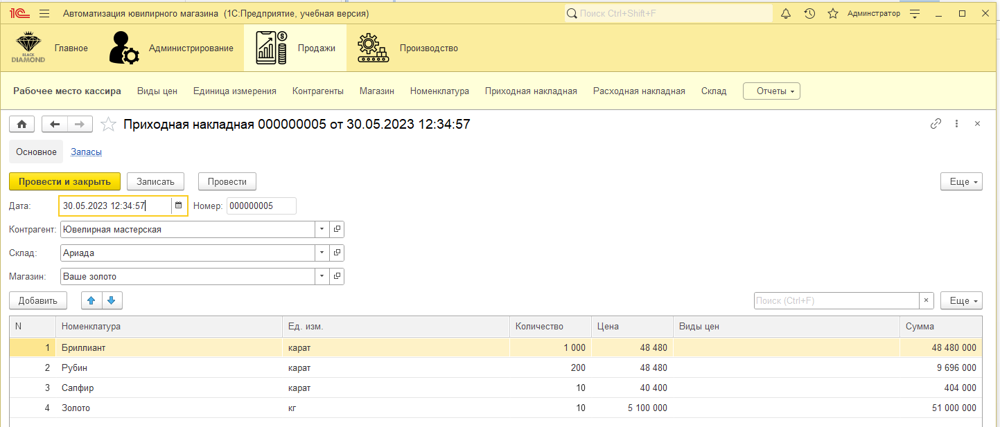 1С Автоматизация ювилирного магазина (1С:Предприятие, учебная версия) Поиск Ctrl+Shift+F Админстратор
BLACK
DIAMOND
Главное Администрирование Продажи Производство
Рабочее место кассира Виды цен Единица измерения Контрагенты Магазин Номенклатура Приходная накладная Расходная накладная Склад Отчеты
Приходная накладная 000000005 от 30.05.2023 12:34:57
Основное Запасы
Провести и закрыть Записать Провести Еще
Дата: 30.05.2023 12:34:57 Номер: 000000005
Контрагент: Ювелирная мастерская
Склад: Ариада
Магазин: Ваше золото
Добавить Поиск (Ctrl+F) × Еще
N Номенклатура Ед. изм. Количество Цена Виды цен Сумма
1 Бриллиант карат 1 000 48 480 48 480 000
2 Рубин карат 200 48 480 9 696 000
3 Сапфир карат 10 40 400 404 000
4 Золото кг 10 5 100 000 51 000 000